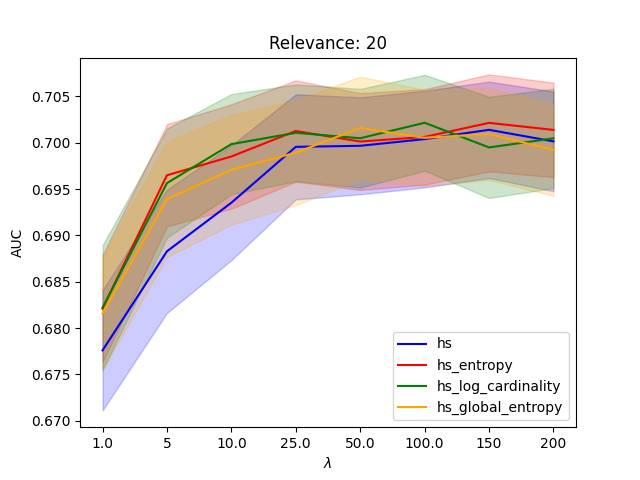 Relevance: 20
AUC
0.705
0.700
0.695
0.690
0.685
0.680
0.675
0.670
1.0 5 10.0 25.0 50.0 100.0 150 200
λ
hs
hs_entropy
hs_log_cardinality
hs_global_entropy